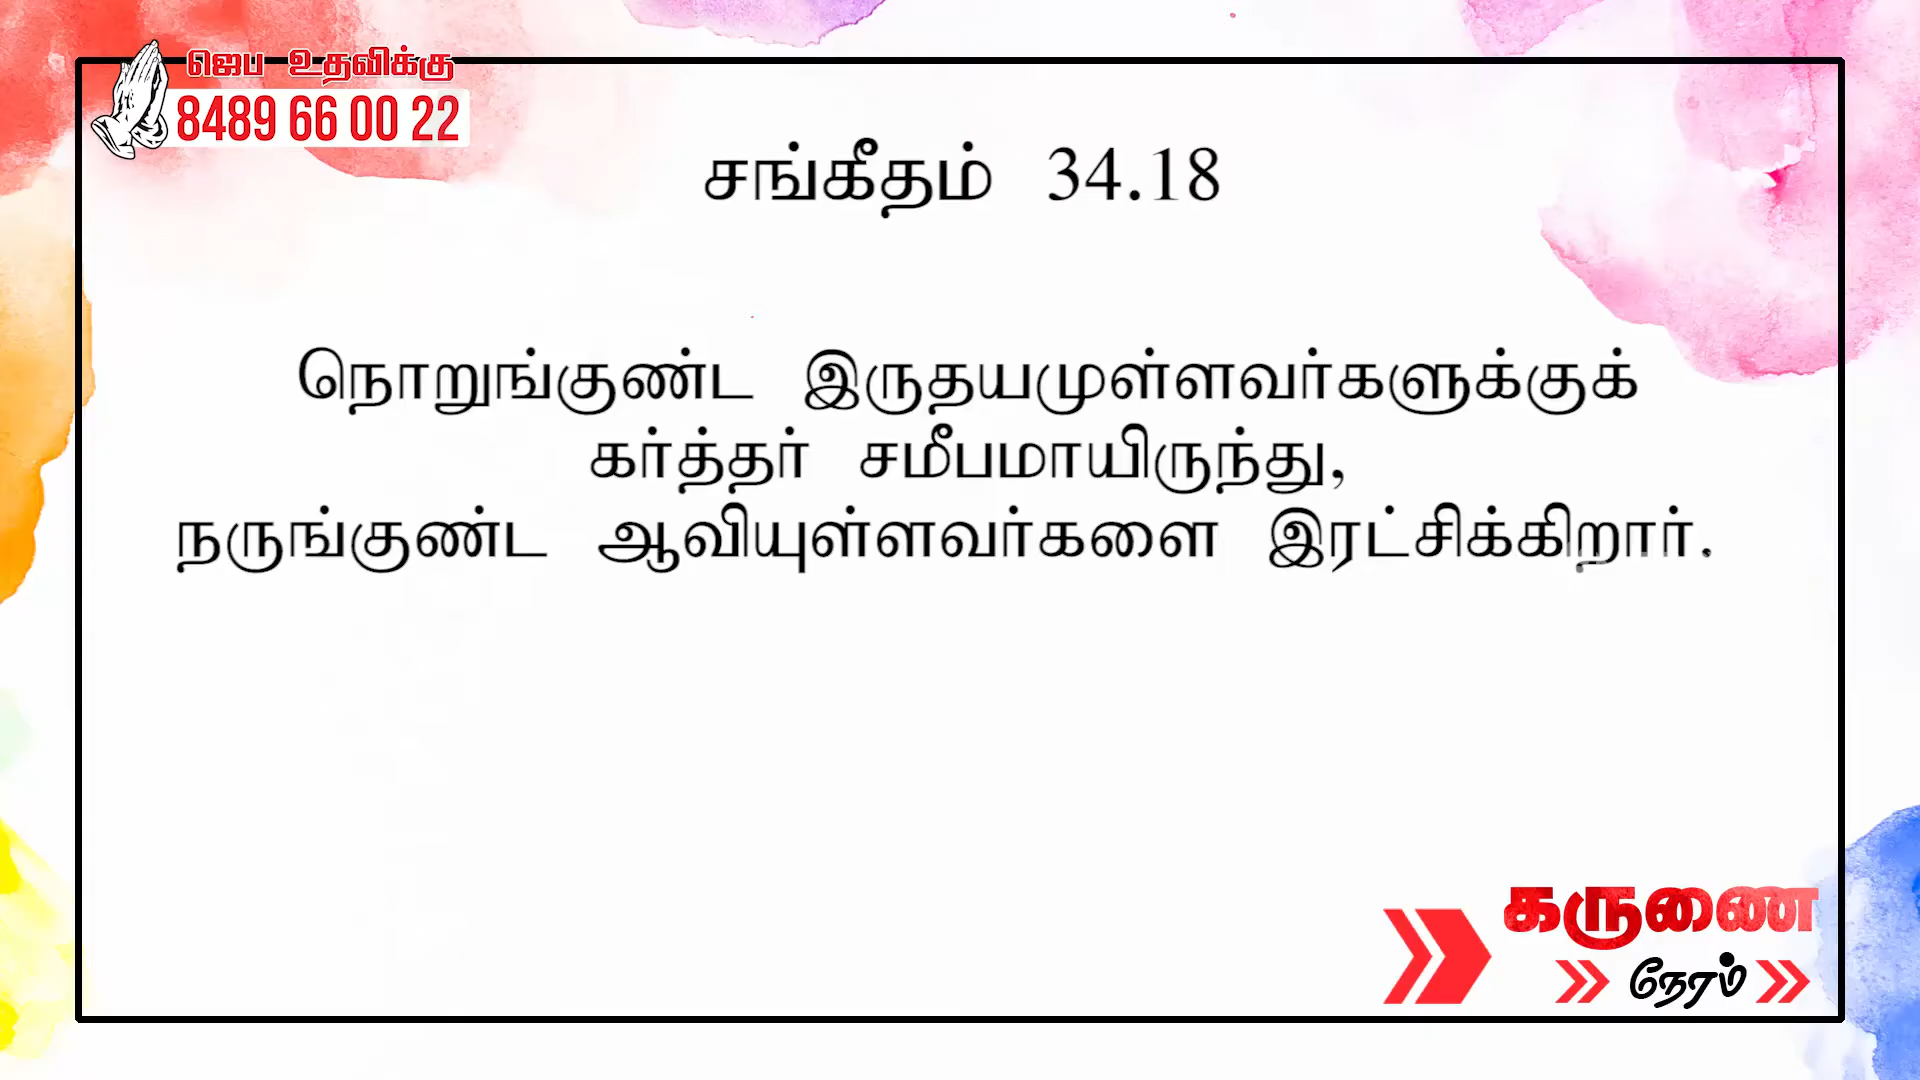 ஜெப உதவிக்கு
8489 66 00 22
சங்கீதம் 34.18
நொறுங்குண்ட இருதயமுள்ளவர்களுக்குக்
கர்த்தர் சமீபமாயிருந்து,
நருங்குண்ட ஆவியுள்ளவர்களை இரட்சிக்கிறார்.
கருணை
நேரம்